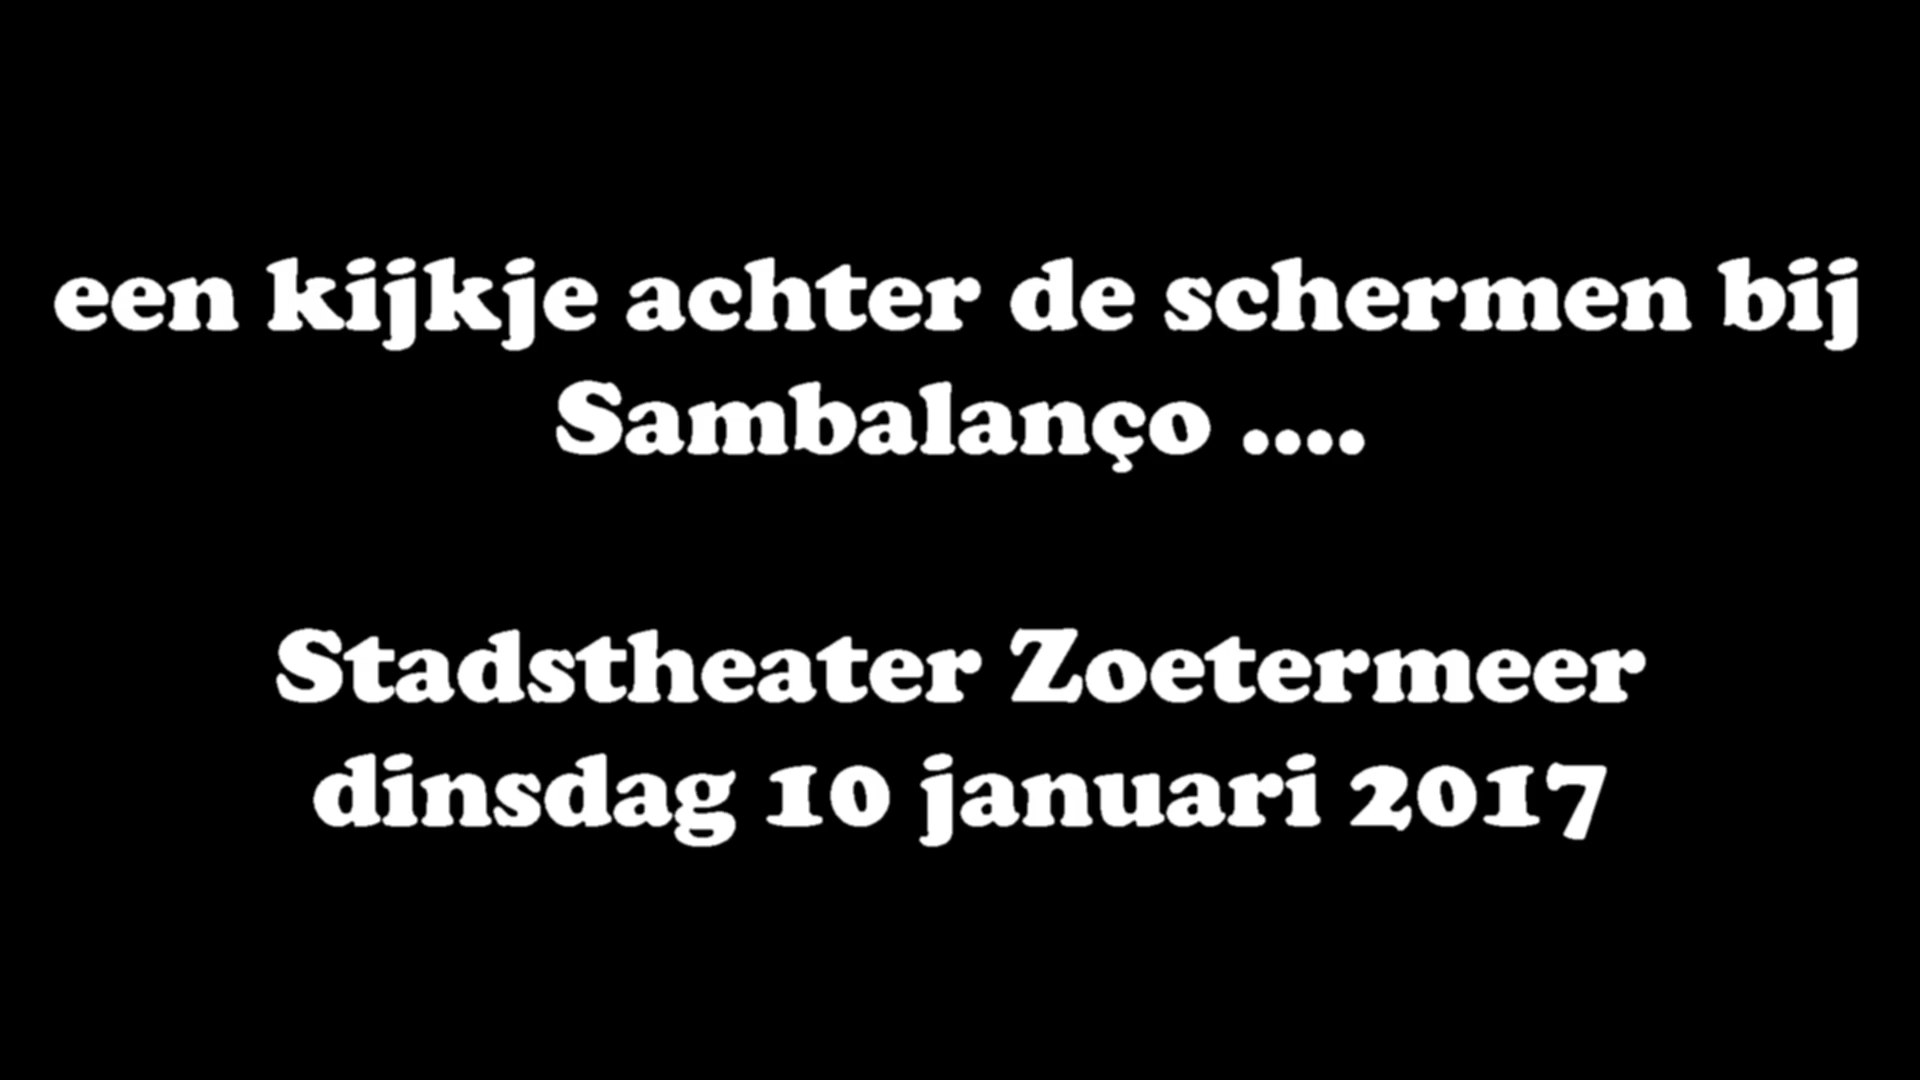 een kijkje achter de schermen bij
Sambalanço ....
Stadstheater Zoetermeer
dinsdag 10 januari 2017